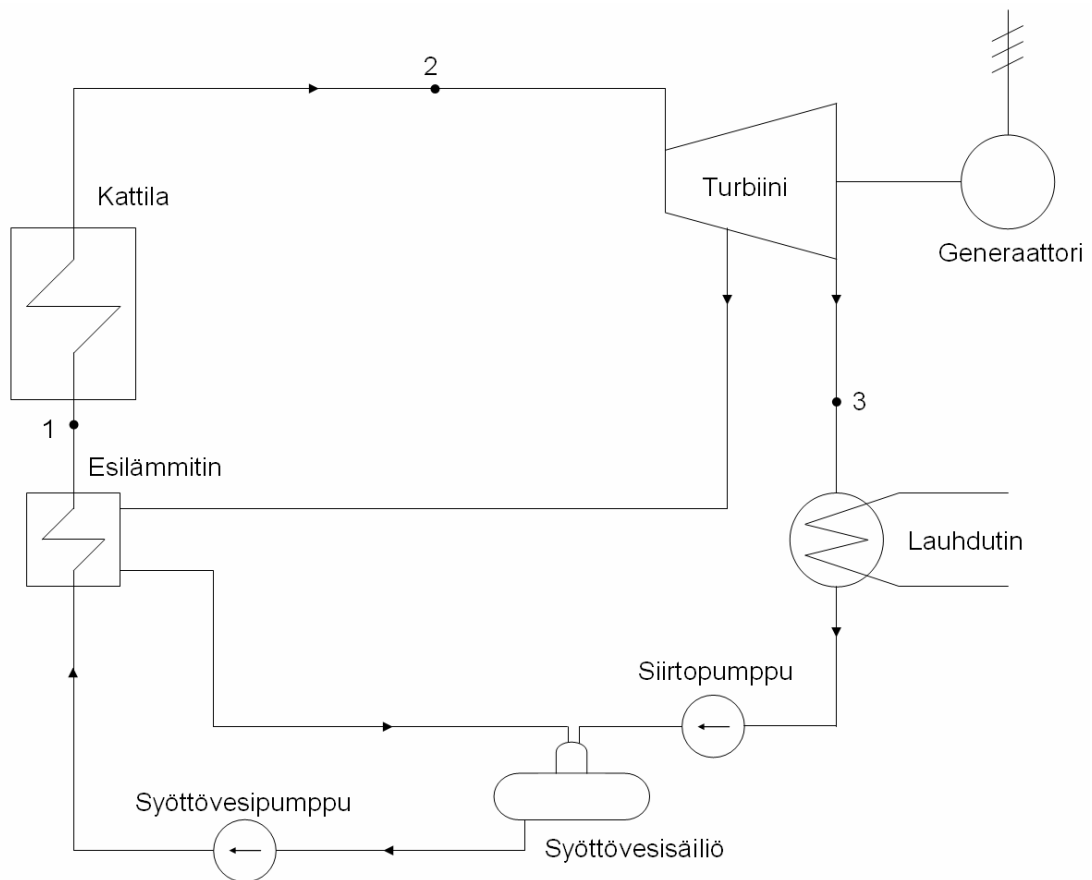 2
Kattila
Turbiini
Generaattori
3
1
Esilämmitin
Lauhdutin
Siirtopumppu
Syöttövesipumppu
Syöttövesisäiliö